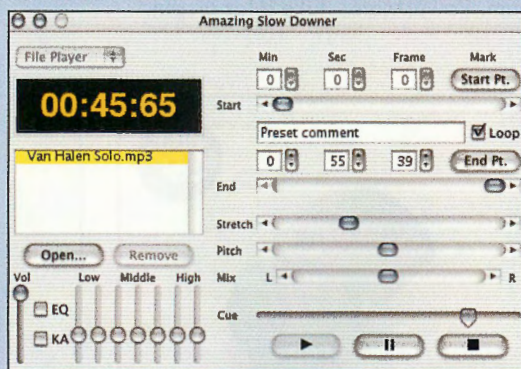 Amazing Slow Downer
File Player
Min Sec Frame Mark
0 0 0 Start Pt.
00:45:65
Start
Preset comment Loop
Van Halen Solo.mp3
0 55 39 End Pt.
End
Stretch
Open... Remove
Pitch
Vol Low Middle High
Mix L R
EQ
Cue
KA